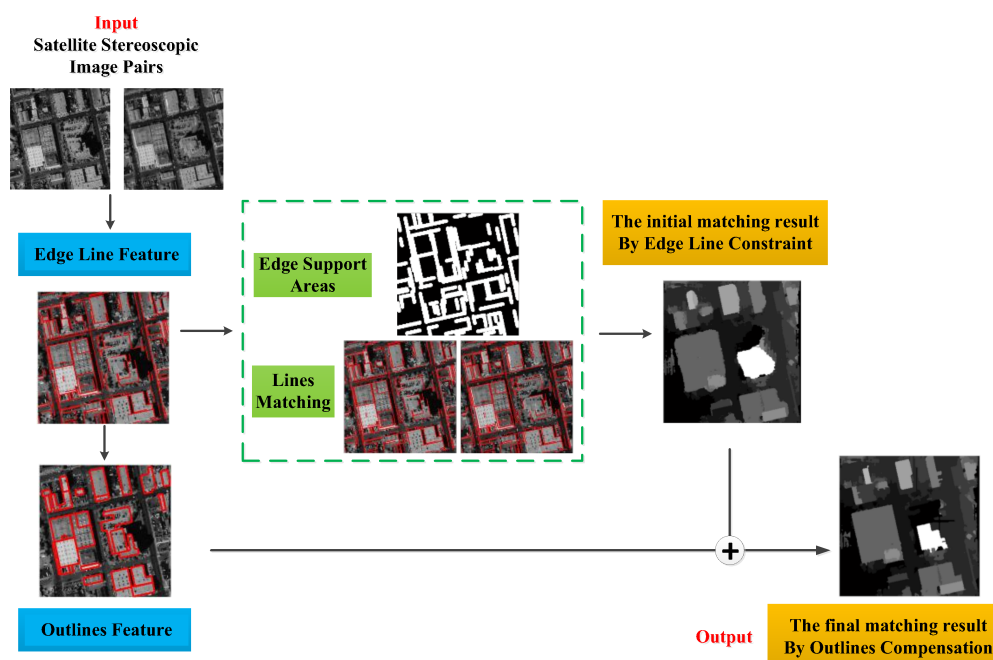 Input
Satellite Stereoscopic
Image Pairs
Edge Line Feature
Edge Support
Areas
Lines
Matching
The initial matching result
By Edge Line Constraint
Outlines Feature
+
Output
The final matching result
By Outlines Compensation